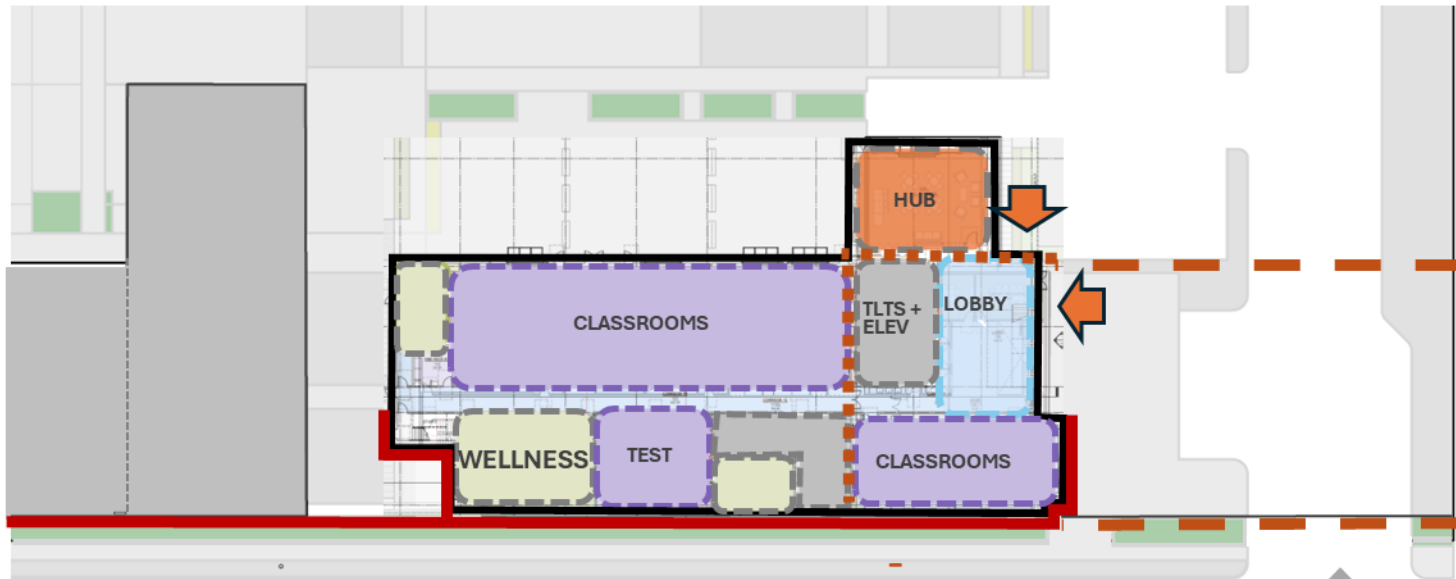 HUB
CLASSROOMS
TLTS +
ELEV
LOBBY
WELLNESS
TEST
CLASSROOMS